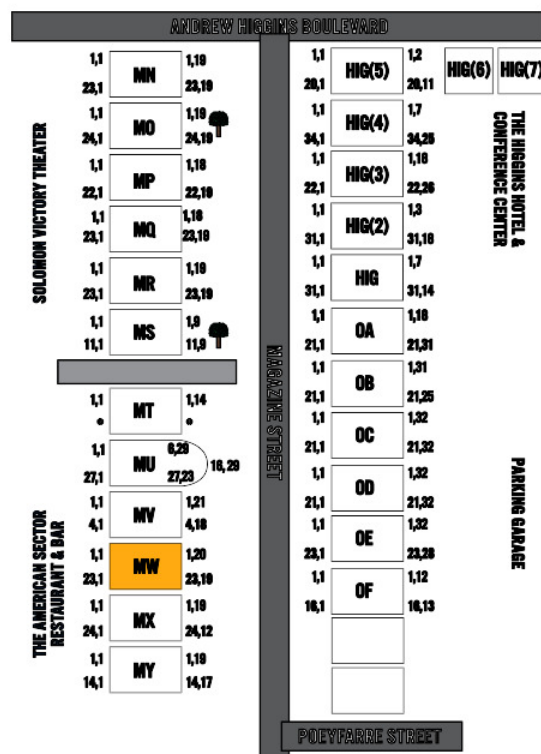 ANDREW HIGGINS BOULEVARD
SOLOMON VICTORY THEATER
1,1 MN 1,19
23,1 23,19
1,1 MO 1,19
24,1 24,19
1,1 MP 1,18
22,1 22,19
1,1 MQ 1,18
23,1 23,19
1,1 MR 1,19
23,1 23,19
1,1 MS 1,9
11,1 11,9
THE AMERICAN SECTOR
RESTAURANT & BAR
1,1 MT 1,14
1,1 MU 6,29
27,1 27,23 16,29
1,1 MV 1,21
4,1 4,18
1,1 MW 1,20
23,1 23,19
1,1 MX 1,19
24,1 24,12
1,1 MY 1,19
14,1 14,17
MAGAZINE STREET
1,1 HIG(5) 1,2 HIG(6) HIG(7)
20,1 20,11
1,1 HIG(4) 1,7
34,1 34,25
1,1 HIG(3) 1,16
22,1 22,26
1,1 HIG(2) 1,3
31,1 31,16
1,1 HIG 1,7
31,1 31,14
1,1 OA 1,16
21,1 21,31
1,1 OB 1,31
21,1 21,25
1,1 OC 1,32
21,1 21,32
1,1 OD 1,32
21,1 21,32
1,1 OE 1,32
23,1 23,28
1,1 OF 1,12
16,1 16,13
THE HIGGINS HOTEL &
CONFERENCE CENTER
PARKING GARAGE
POEYFARRE STREET